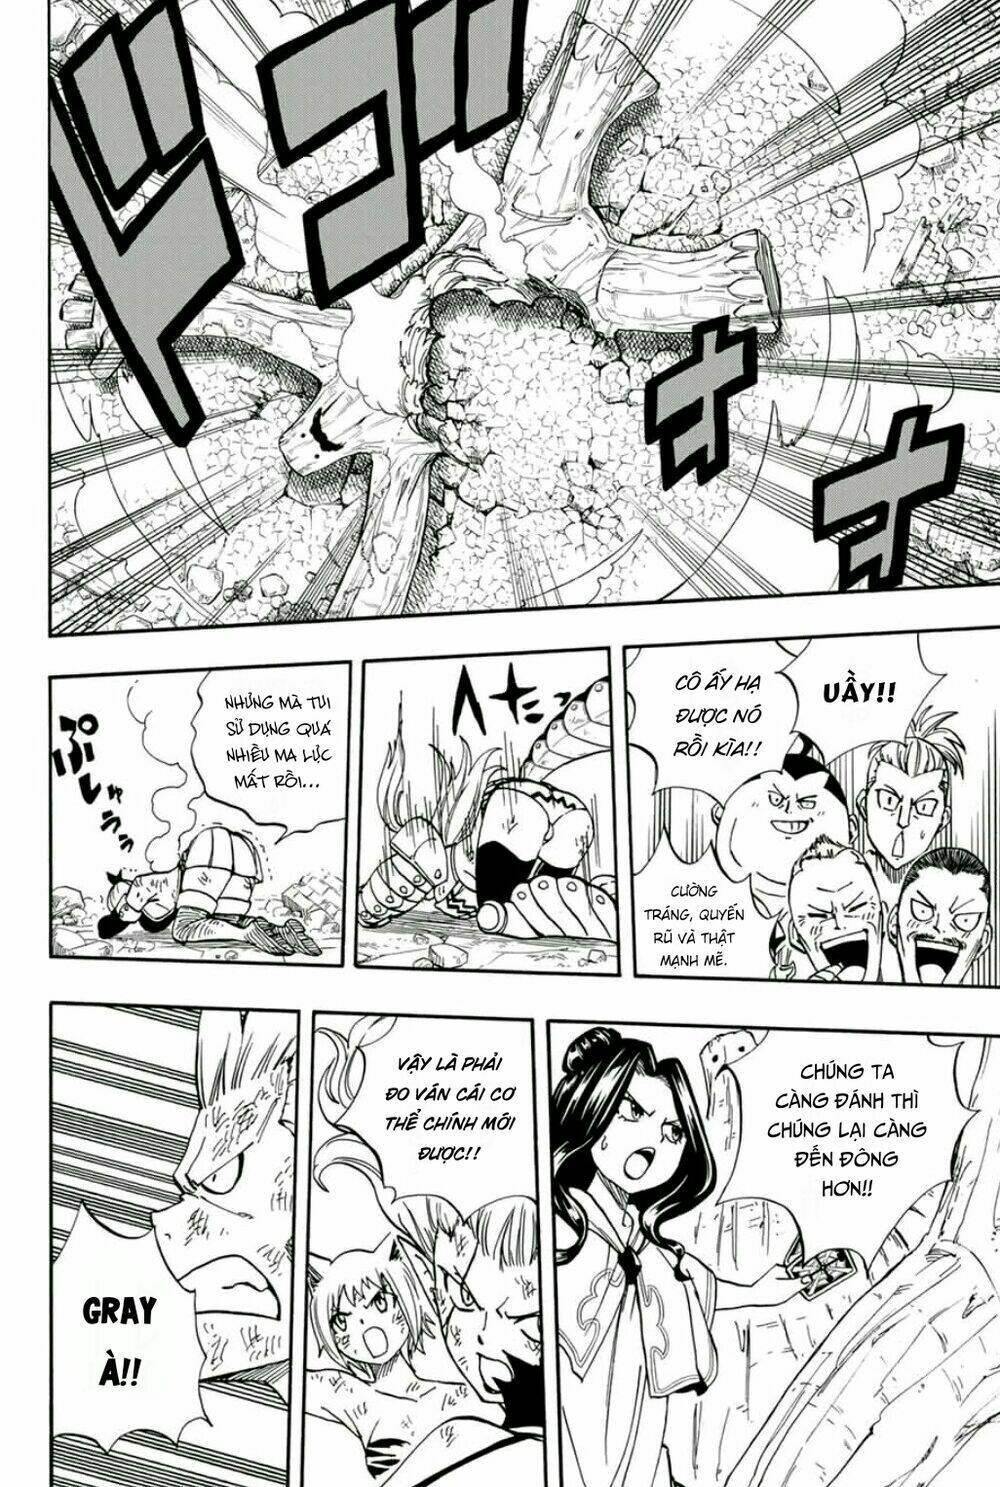 ドゴォォ
UẦY!!
CÔ ẤY HẠ
ĐƯỢC NÓ
RỒI KÌA!!
CƯỜNG
TRÁNG, QUYẾN
RŨ VÀ THẬT
MẠNH MẼ.
へた…
NHƯNG MÀ TUI
SỬ DỤNG QUÁ
NHIỀU MA LỰC
MẤT RỒI...
ぷしゅうぅ
CHÚNG TA
CÀNG ĐÁNH THÌ
CHÚNG LẠI CÀNG
ĐẾN ĐÔNG
HƠN!!
VẬY LÀ PHẢI
ĐO VÁN CÁI CƠ
THỂ CHÍNH MỚI
ĐƯỢC!!
GRAY
À!!